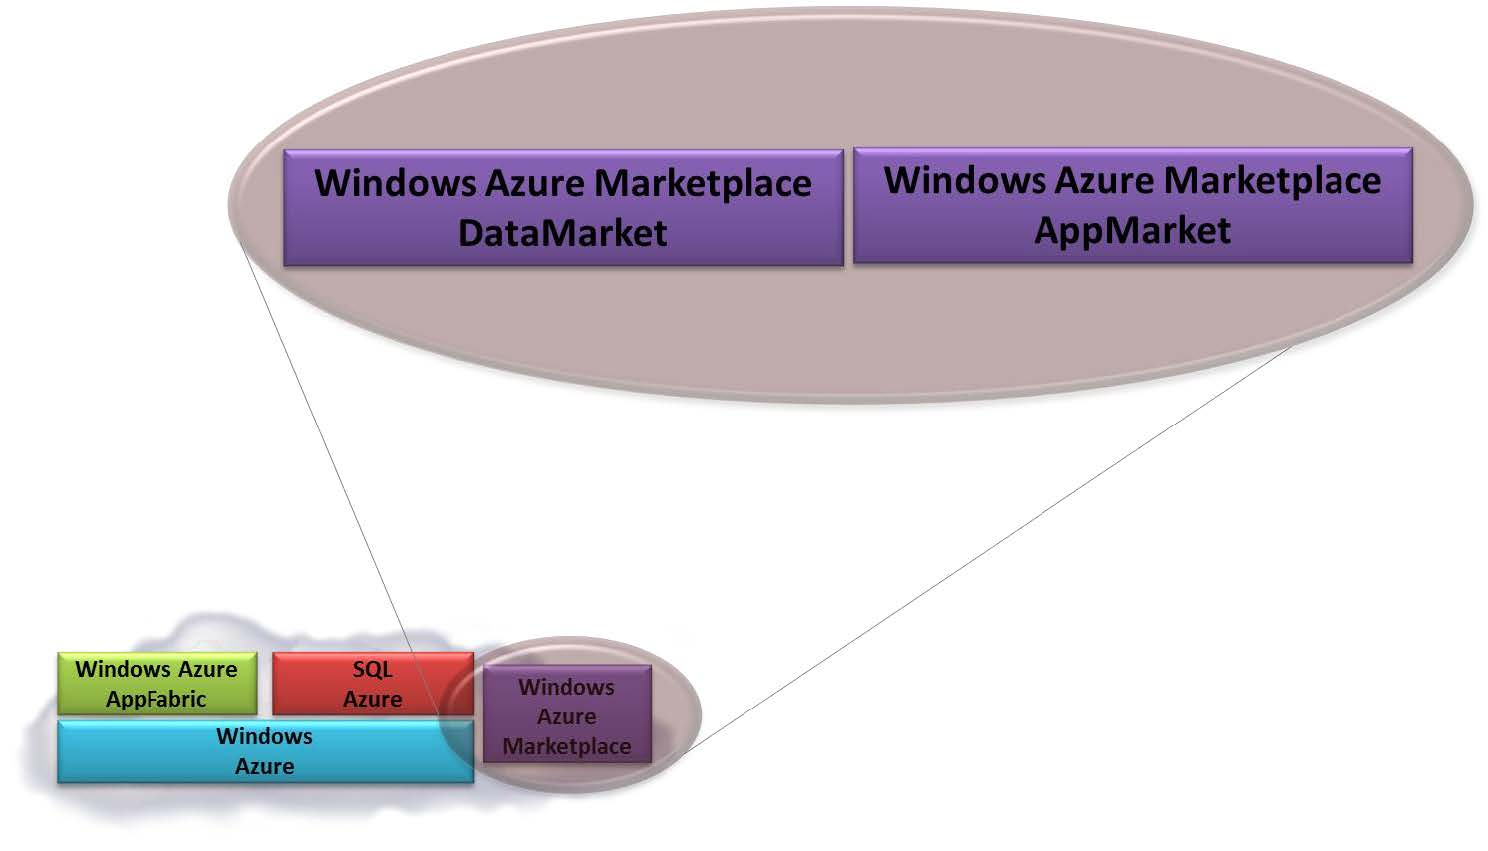 Windows Azure Marketplace
DataMarket
Windows Azure Marketplace
AppMarket
Windows Azure
AppFabric
SQL
Azure
Windows
Azure
Marketplace
Windows
Azure